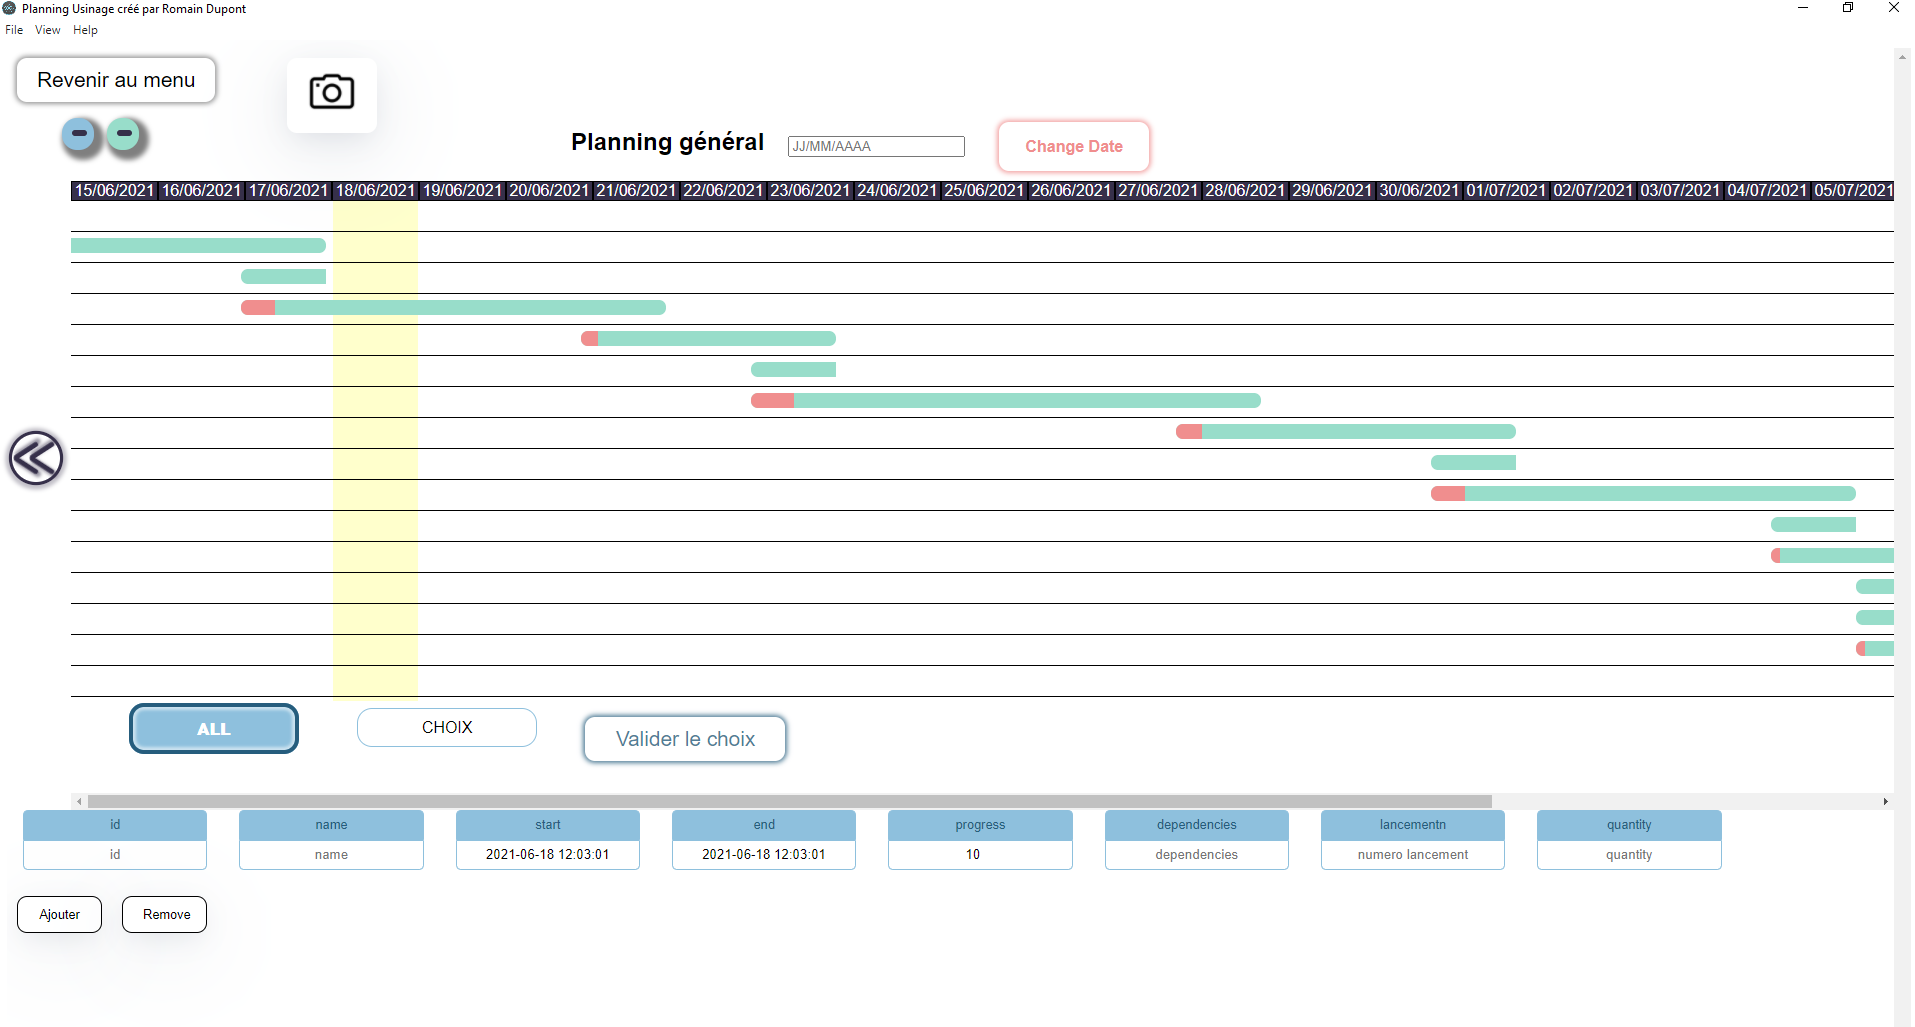 Planning Usinage créé par Romain Dupont
File View Help
Revenir au menu
Planning général JJ/MM/AAAA Change Date
15/06/2021 16/06/2021 17/06/2021 18/06/2021 19/06/2021 20/06/2021 21/06/2021 22/06/2021 23/06/2021 24/06/2021 25/06/2021 26/06/2021 27/06/2021 28/06/2021 29/06/2021 30/06/2021 01/07/2021 02/07/2021 03/07/2021 04/07/2021 05/07/2021
ALL CHOIX Valider le choix
id name start end progress dependencies lancementn quantity
id name 2021-06-18 12:03:01 2021-06-18 12:03:01 10 dependencies numero lancement quantity
Ajouter Remove